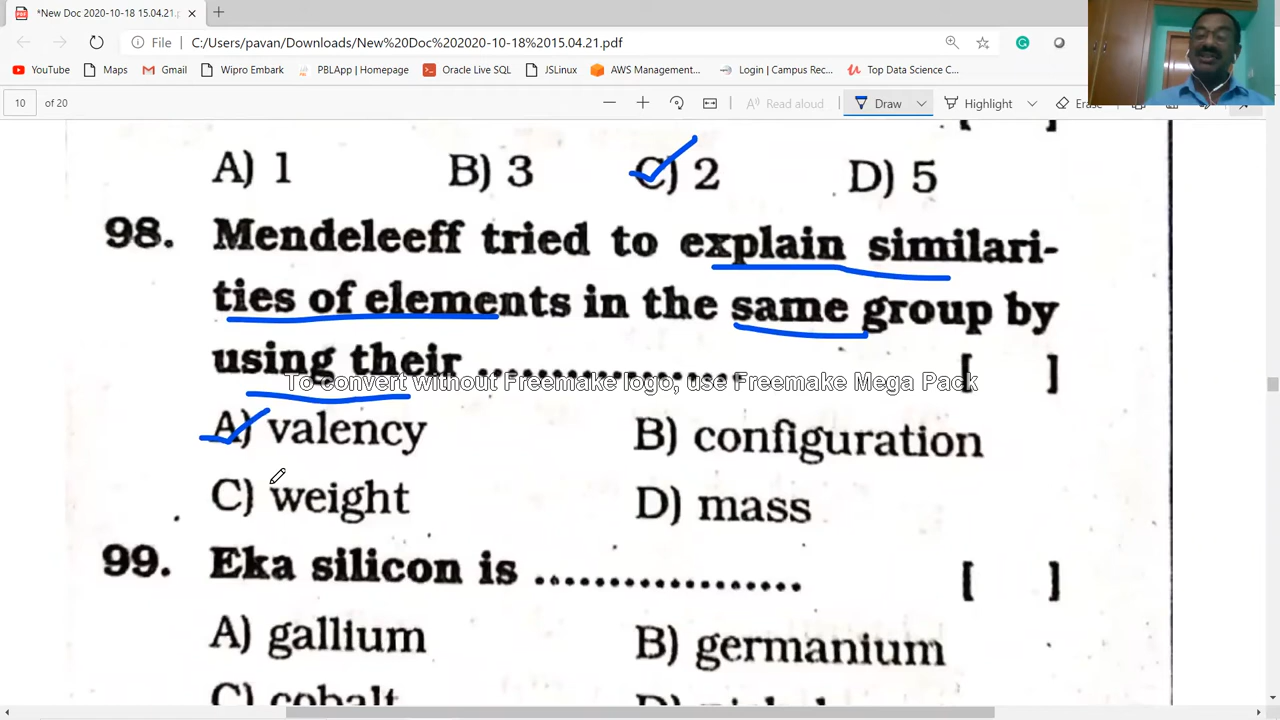 *New Doc 2020-10-18 15.04.21.p
File C:/Users/pavan/Downloads/New%20Doc%202020-10-18%2015.04.21.pdf
YouTube Maps Gmail Wipro Embark PBLApp | Homepage Oracle Live SQL JSLinux AWS Management... Login | Campus Rec... Top Data Science C...
10 of 20 Read aloud Draw Highlight Erase
[ ]
A) 1 B) 3 C) 2 D) 5
98. Mendeleeff tried to explain similari-
ties of elements in the same group by
using their .................... [ ]
To convert without Freemake logo, use Freemake Mega Pack
A) valency B) configuration
C) weight D) mass
99. Eka silicon is .................. [ ]
A) gallium B) germanium
C) cobalt